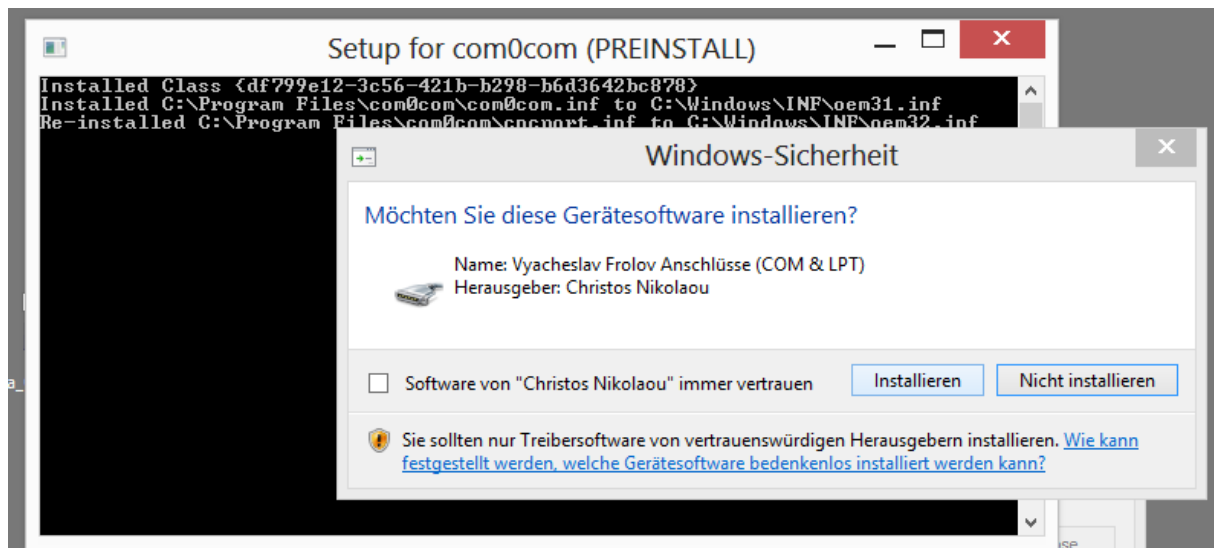 Setup for com0com (PREINSTALL)
Installed Class {df799e12-3c56-421b-b298-b6d3642bc878}
Installed C:\Program Files\com0com\com0com.inf to C:\Windows\INF\oem31.inf
Re-installed C:\Program Files\com0com\cncport.inf to C:\Windows\INF\oem32.inf
Windows-Sicherheit
Möchten Sie diese Gerätesoftware installieren?
Name: Vyacheslav Frolov Anschlüsse (COM & LPT)
Herausgeber: Christos Nikolaou
Software von "Christos Nikolaou" immer vertrauen
Installieren
Nicht installieren
Sie sollten nur Treibersoftware von vertrauenswürdigen Herausgebern installieren. Wie kann
festgestellt werden, welche Gerätesoftware bedenkenlos installiert werden kann?